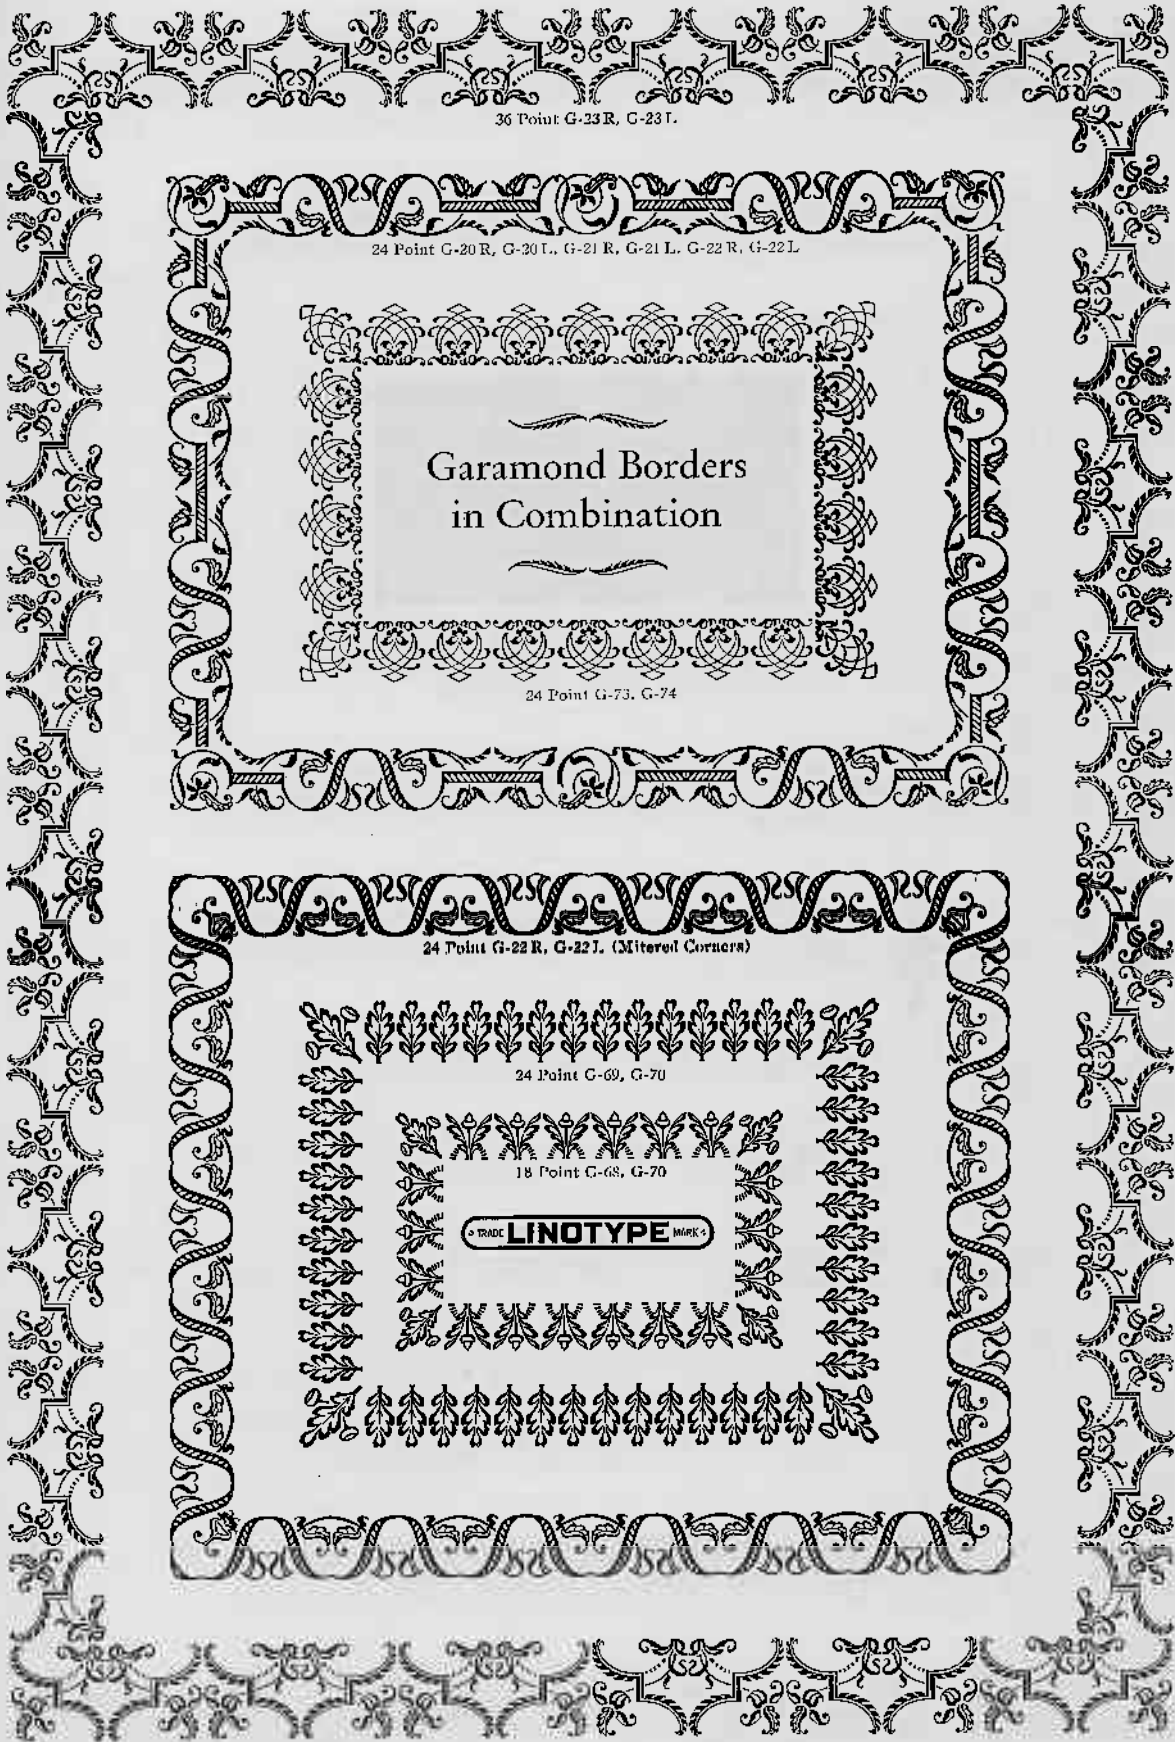 36 Point G-23 R, G-23 L
24 Point G-20 R, G-20 L, G-21 R, G-21 L, G-22 R, G-22 L
Garamond Borders
in Combination
24 Point G-73, G-74
24 Point G-22 R, G-22 L (Mitered Corners)
24 Point G-69, G-70
18 Point G-68, G-70
TRADE LINOTYPE MARK